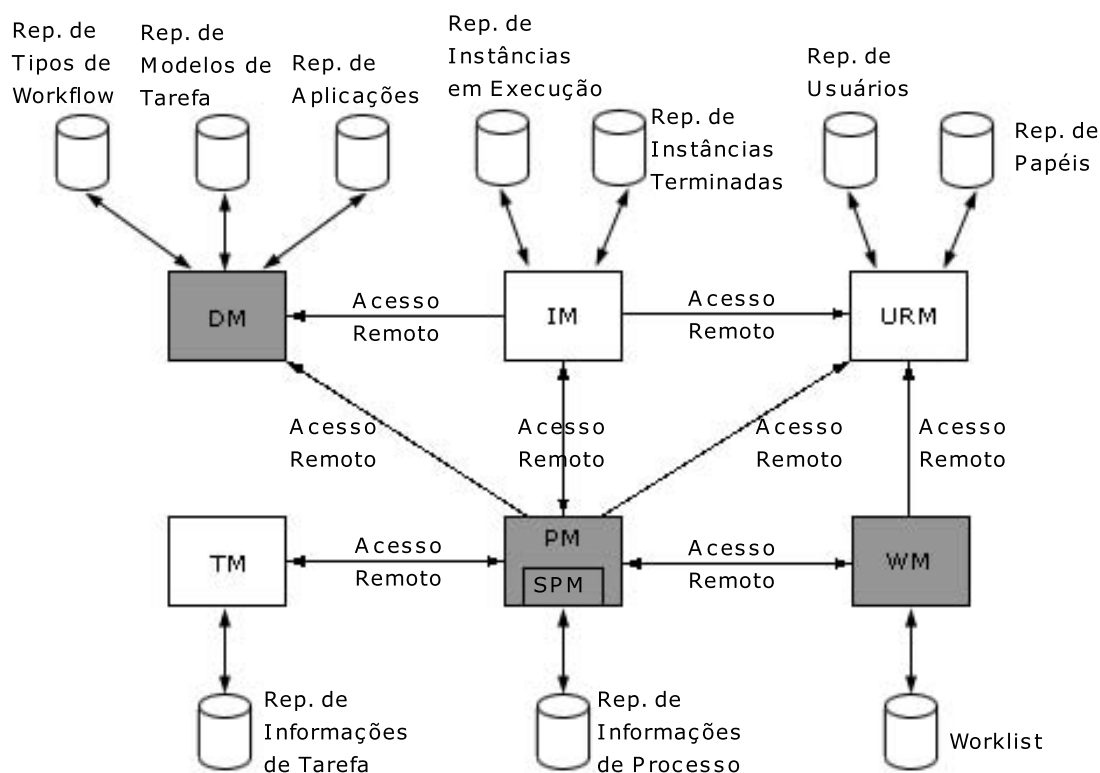 Rep. de
Tipos de
Workflow
Rep. de
Modelos de
Tarefa
Rep. de
Aplicações
Rep. de
Instâncias
em Execução
Rep. de
Instâncias
Terminadas
Rep. de
Usuários
Rep. de
Papéis
DM
Acesso
Remoto
IM
Acesso
Remoto
URM
Acesso
Remoto
Acesso
Remoto
Acesso
Remoto
Acesso
Remoto
TM
Acesso
Remoto
PM
SPM
Acesso
Remoto
WM
Rep. de
Informações
de Tarefa
Rep. de
Informações
de Processo
Worklist